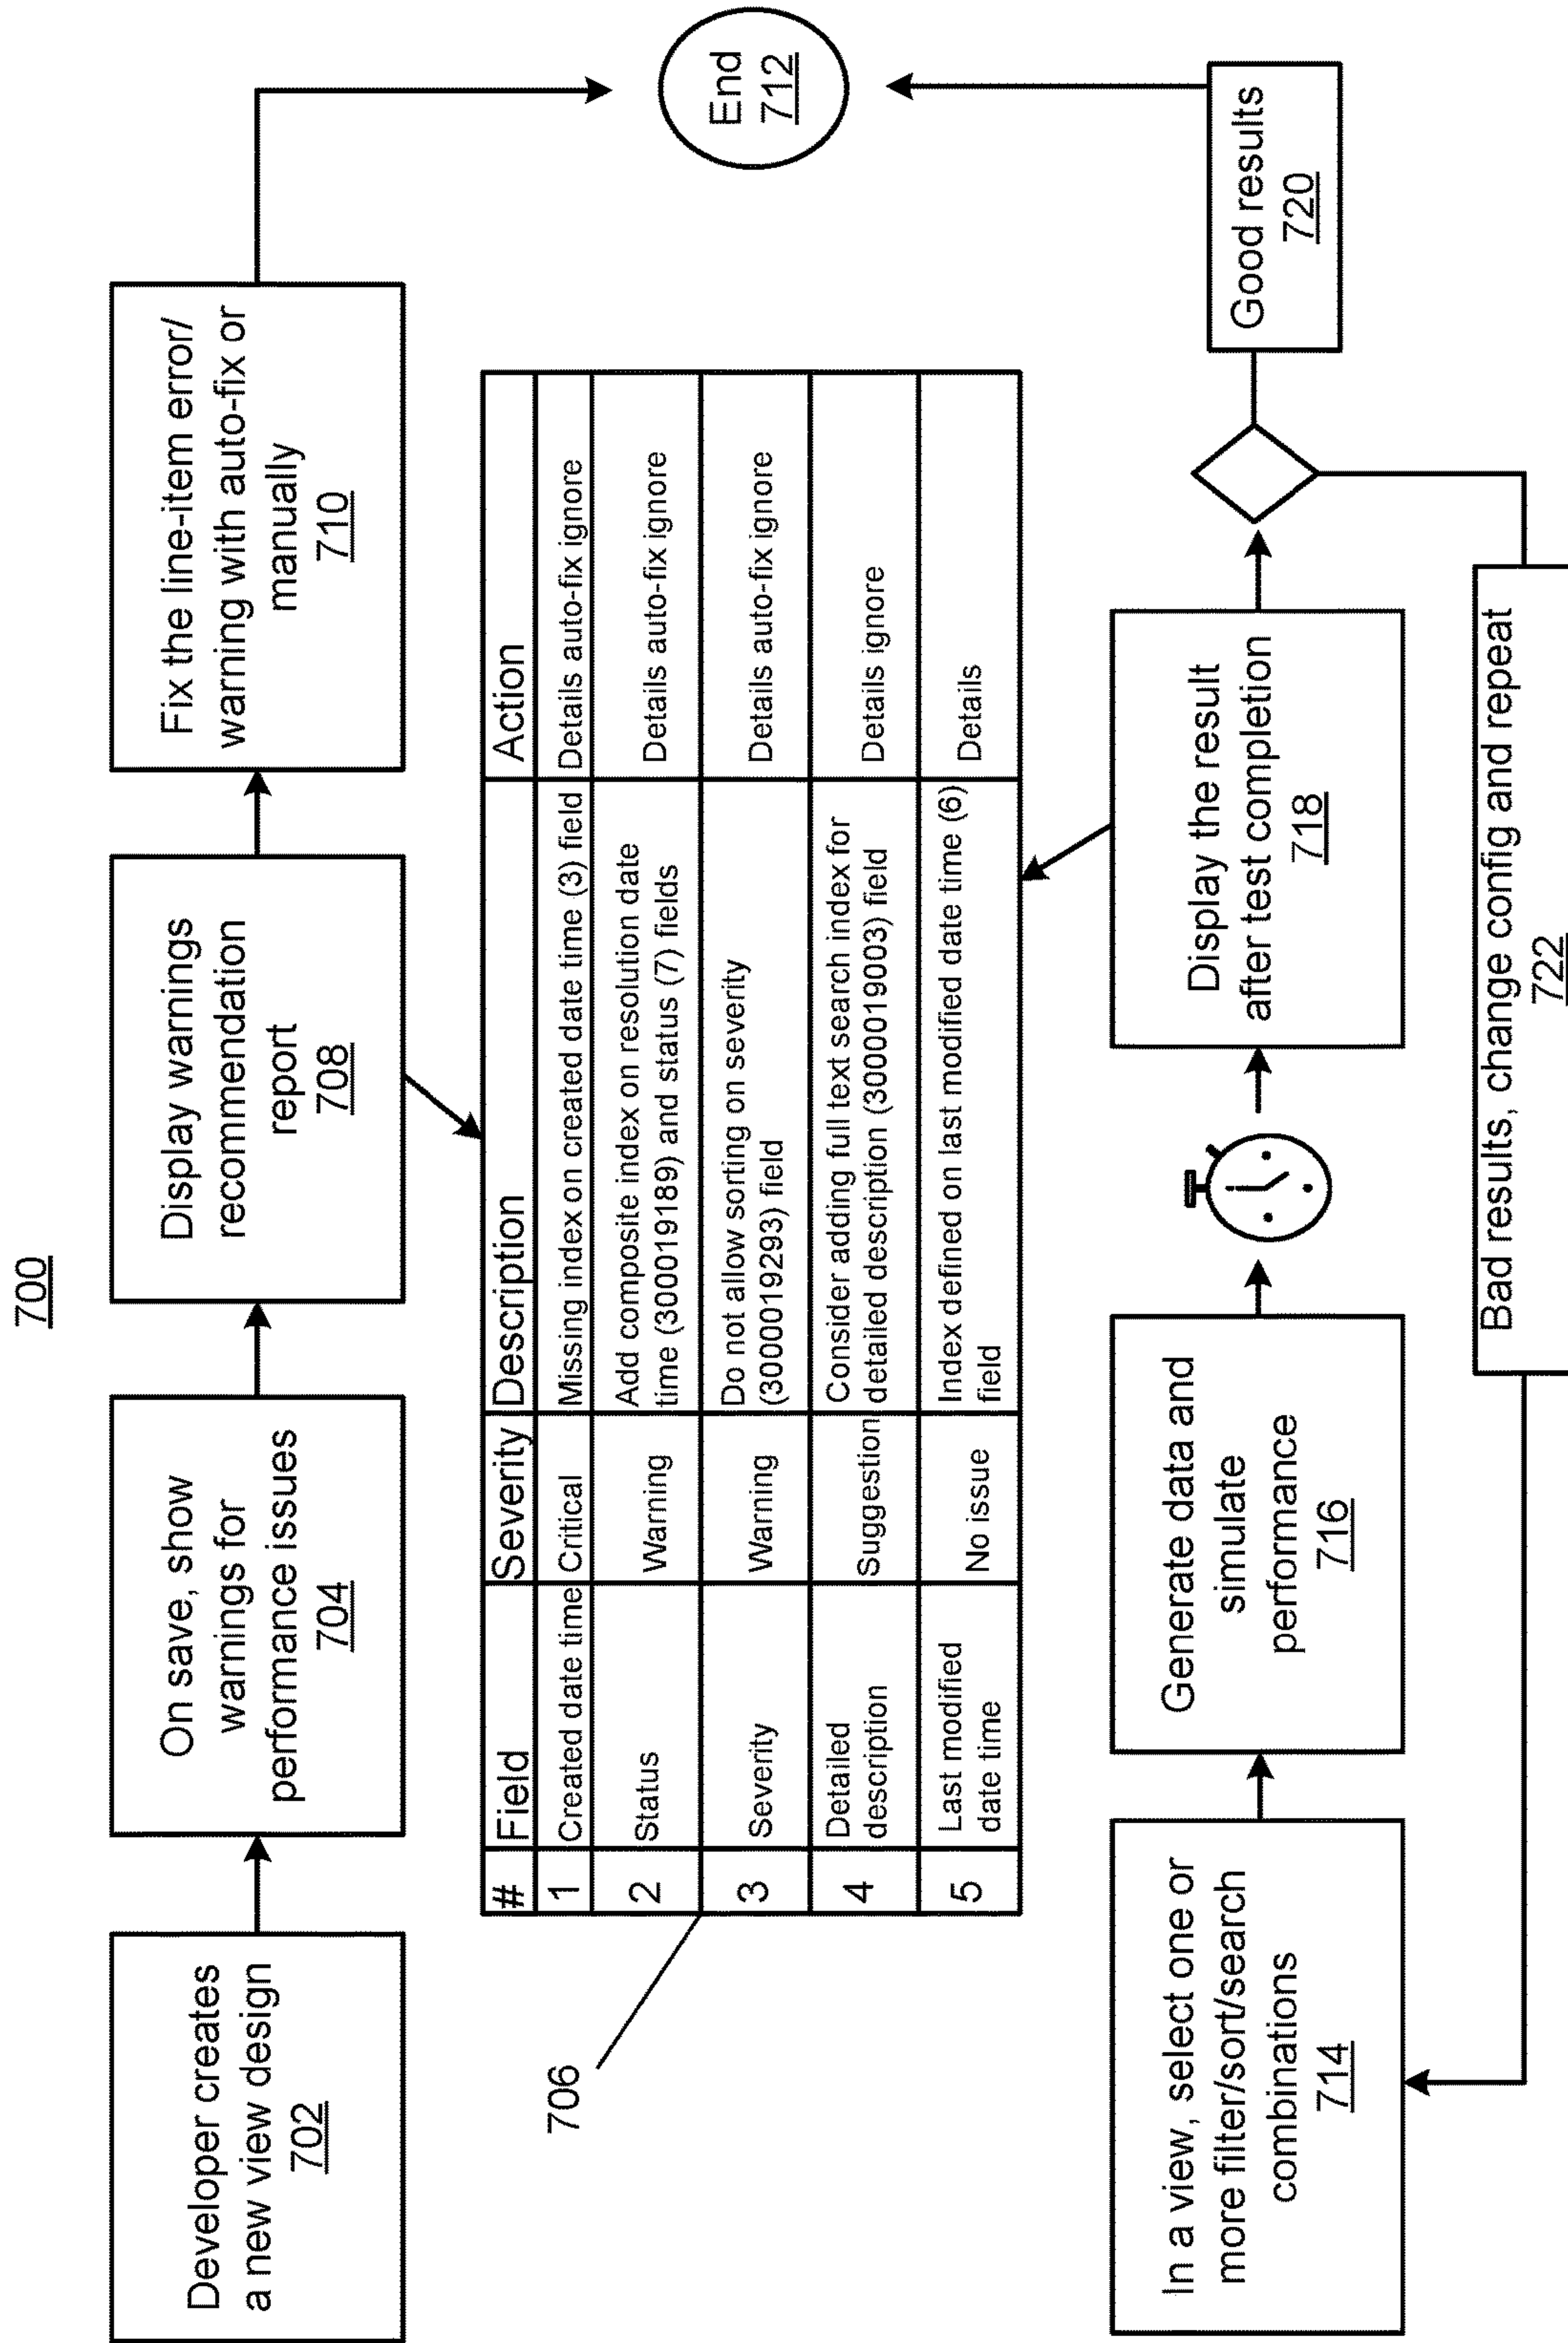 700
Developer creates
a new view design
702
On save, show
warnings for
performance issues
704
Display warnings
recommendation
report
708
Fix the line-item error/
warning with auto-fix or
manually
710
End
712
706
# Field Severity Description Action
1 Created date time Critical Missing index on created date time (3) field Details auto-fix ignore
2 Status Warning Add composite index on resolution date
time (30019189) and status (7) fields Details auto-fix ignore
3 Severity Warning Do not allow sorting on severity
(3000019293) field Details auto-fix ignore
4 Detailed
description Suggestion Consider adding full text search index for
detailed description (3000019003) field Details ignore
5 Last modified
date time No issue Index defined on last modified date time (6)
field Details
In a view, select one or
more filter/sort/search
combinations
714
Generate data and
simulate
performance
716
Display the result
after test completion
718
Good results
720
Bad results, change config and repeat
722